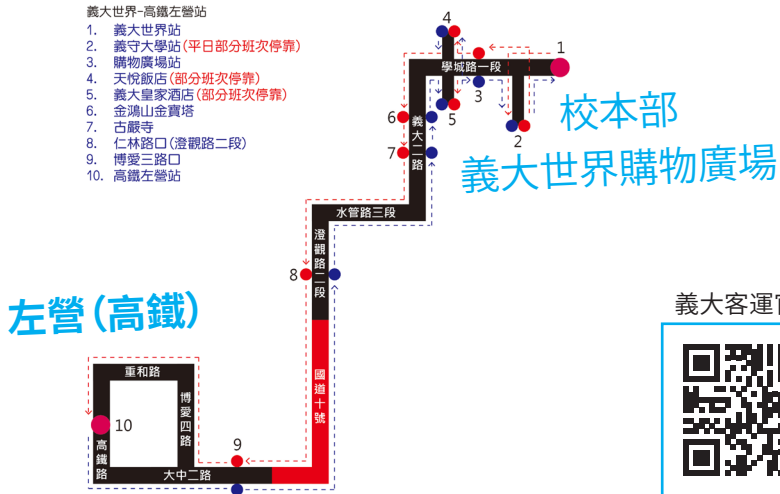 義大世界-高鐵左營站
1. 義大世界站
2. 義守大學站(平日部分班次停靠)
3. 購物廣場站
4. 天悅飯店(部分班次停靠)
5. 義大皇家酒店(部分班次停靠)
6. 金鴻山金寶塔
7. 古嚴寺
8. 仁林路口(澄觀路二段)
9. 博愛三路口
10. 高鐵左營站
4
1
學城路一段
3
5
2
6
義大二路
7
校本部
義大世界購物廣場
水管路三段
澄觀路二段
8
左營(高鐵)
義大客運
國道十號
重和路
博愛四路
10
高鐵路
9
大中二路